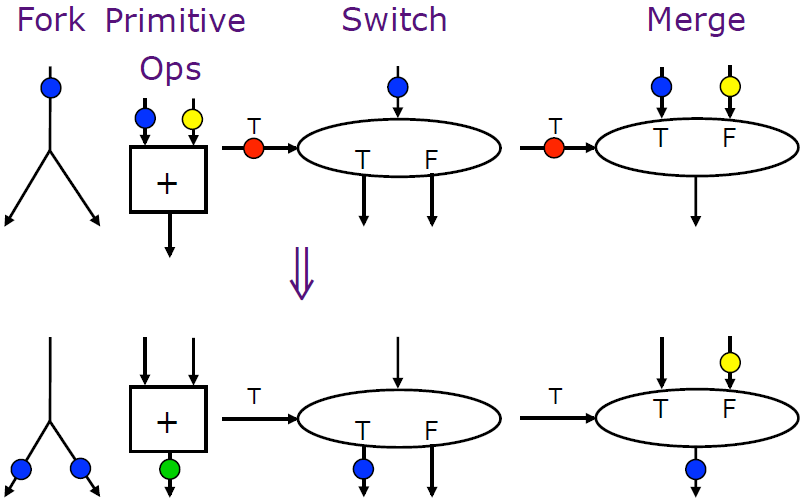 Fork Primitive Ops Switch Merge
T T
T F T F
+
T T
T F T F
+